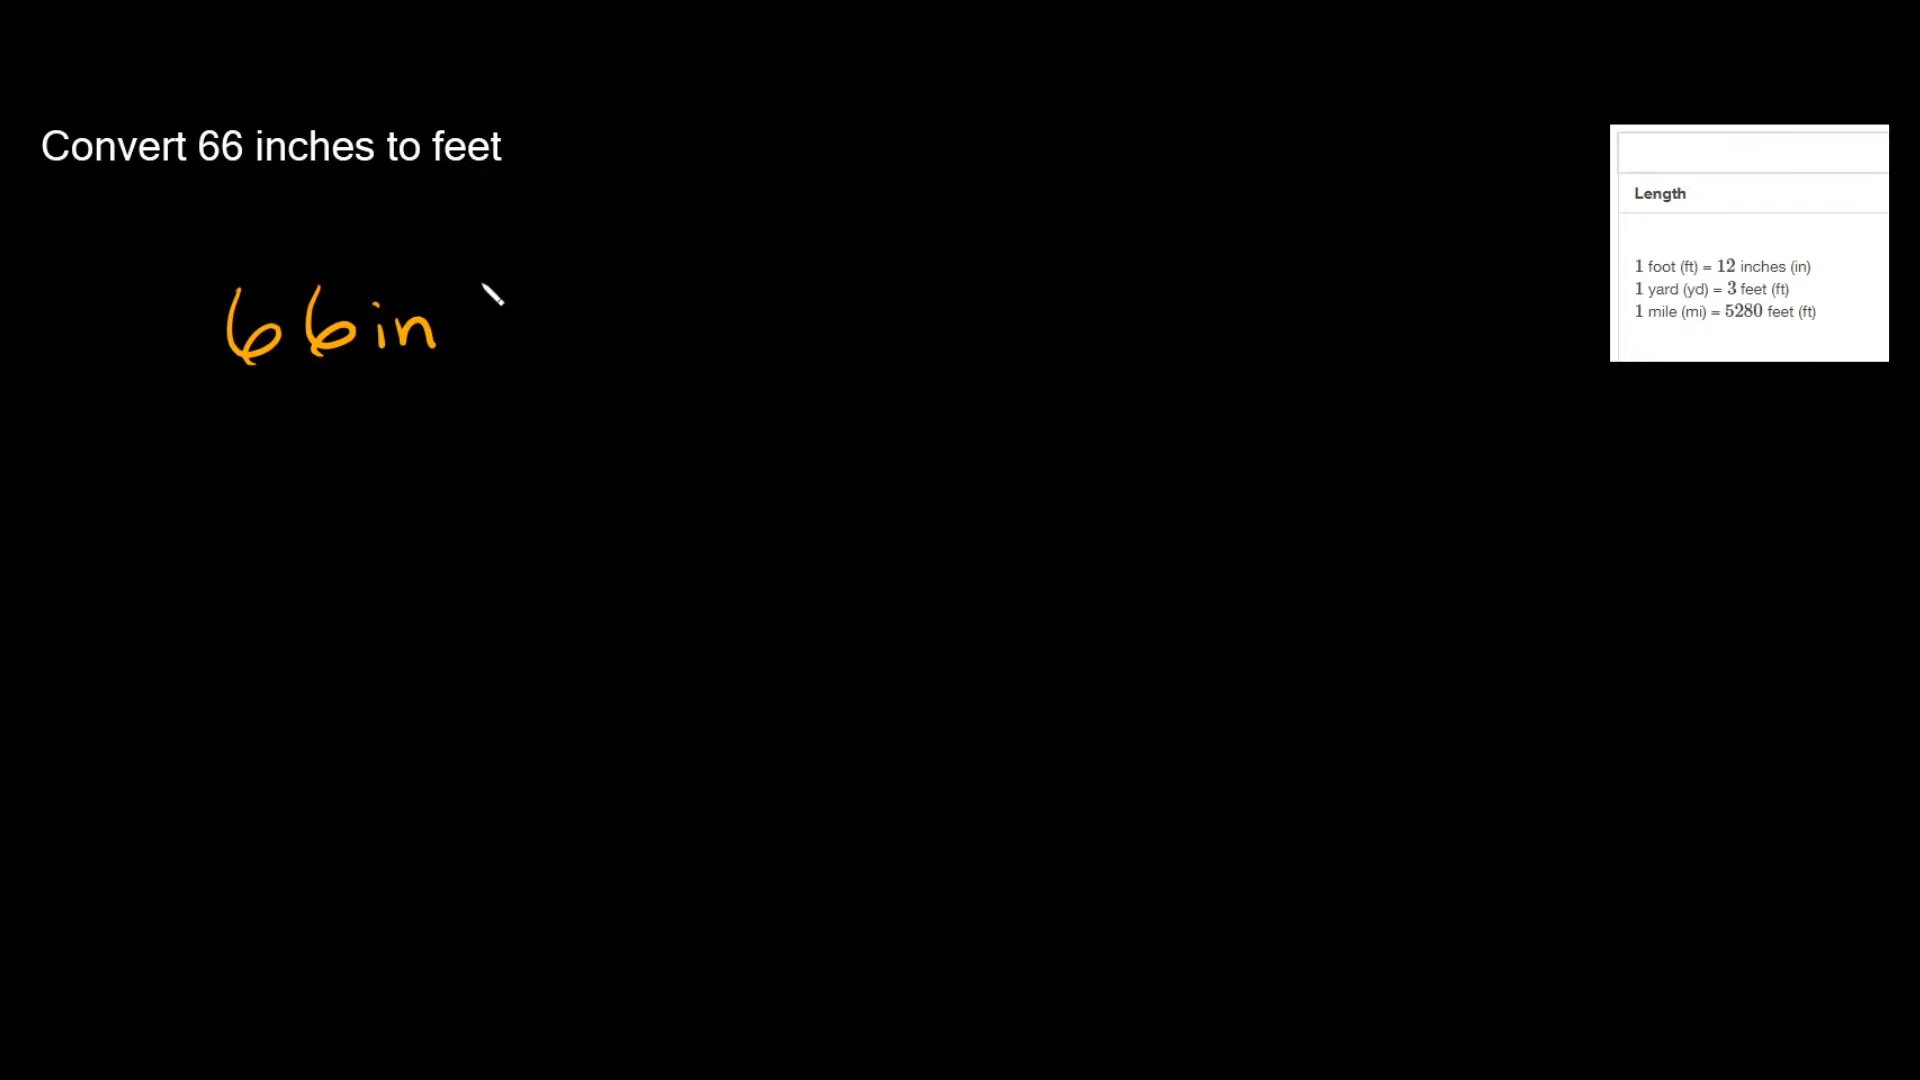 Convert 66 inches to feet
66in
Length
1 foot (ft) = 12 inches (in)
1 yard (yd) = 3 feet (ft)
1 mile (mi) = 5280 feet (ft)